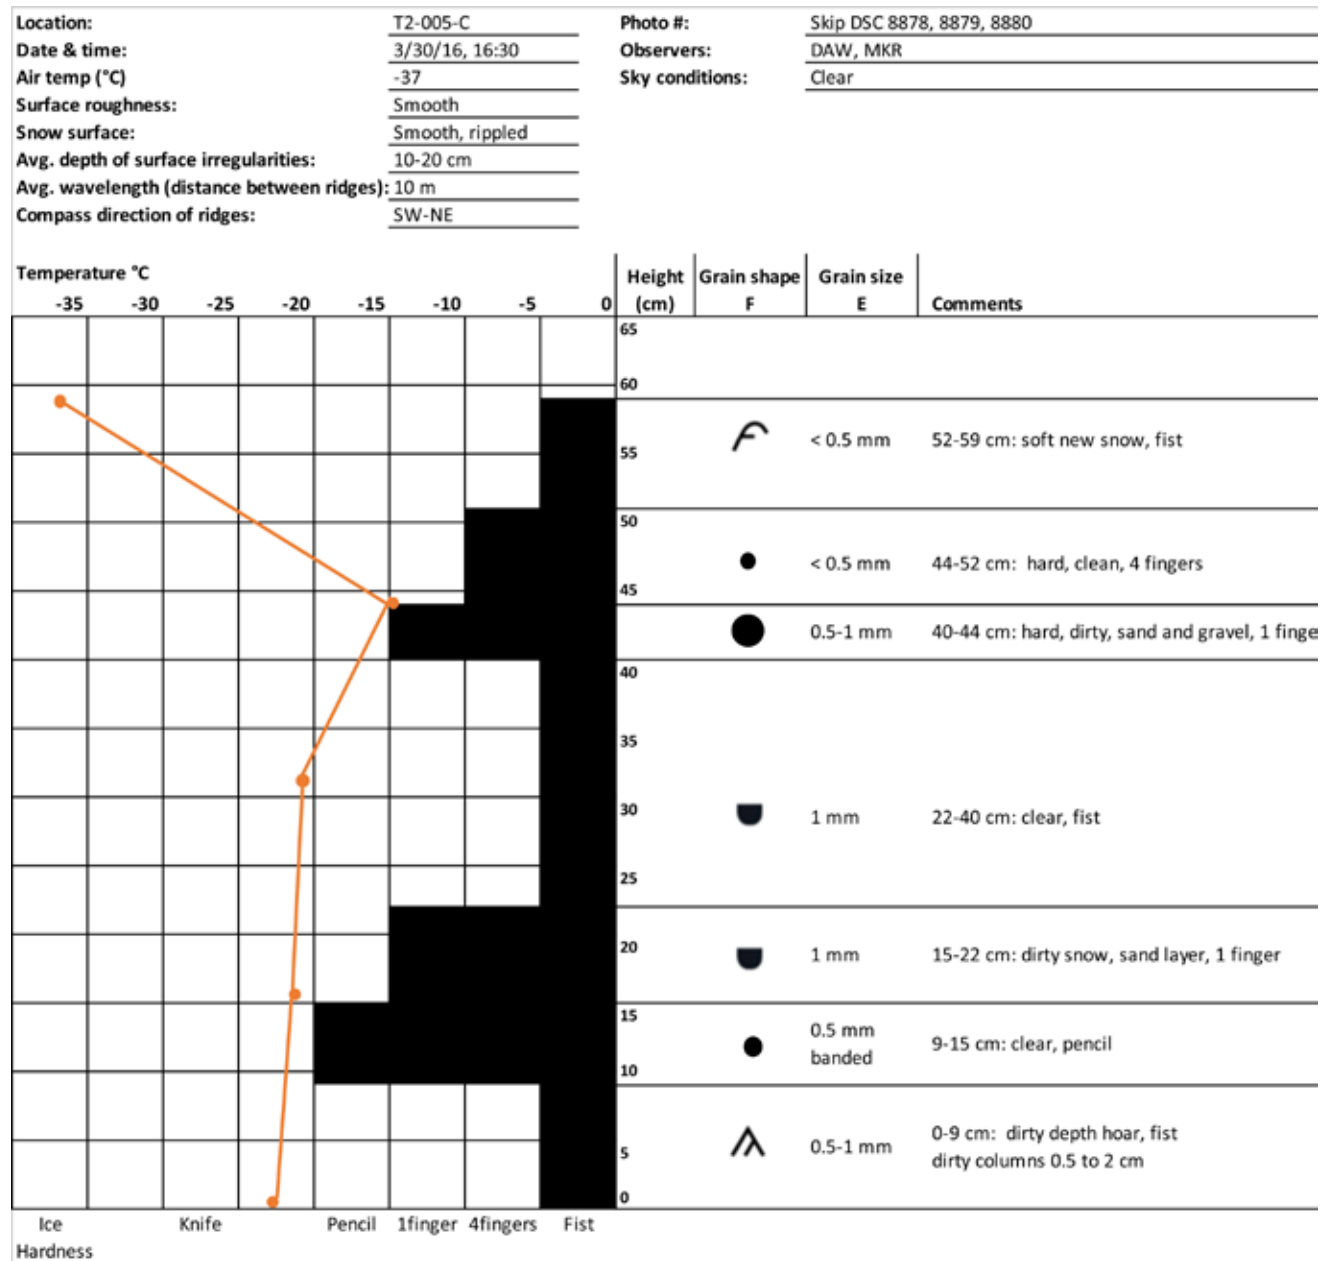 Location: T2-005-C Photo #: Skip DSC 8878, 8879, 8880
Date & time: 3/30/16, 16:30 Observers: DAW, MKR
Air temp (°C) -37 Sky conditions: Clear
Surface roughness: Smooth
Snow surface: Smooth, rippled
Avg. depth of surface irregularities: 10-20 cm
Avg. wavelength (distance between ridges): 10 m
Compass direction of ridges: SW-NE
Temperature °C Height Grain shape Grain size
-35 -30 -25 -20 -15 -10 -5 0 (cm) F E Comments
65
60
< 0.5 mm 52-59 cm: soft new snow, fist
55
50
< 0.5 mm 44-52 cm: hard, clean, 4 fingers
45
0.5-1 mm 40-44 cm: hard, dirty, sand and gravel, 1 finge
40
35
30
1 mm 22-40 cm: clear, fist
25
20
1 mm 15-22 cm: dirty snow, sand layer, 1 finger
15
0.5 mm
banded
9-15 cm: clear, pencil
10
0.5-1 mm
0-9 cm: dirty depth hoar, fist
dirty columns 0.5 to 2 cm
5
0
Ice Knife Pencil 1finger 4fingers Fist
Hardness